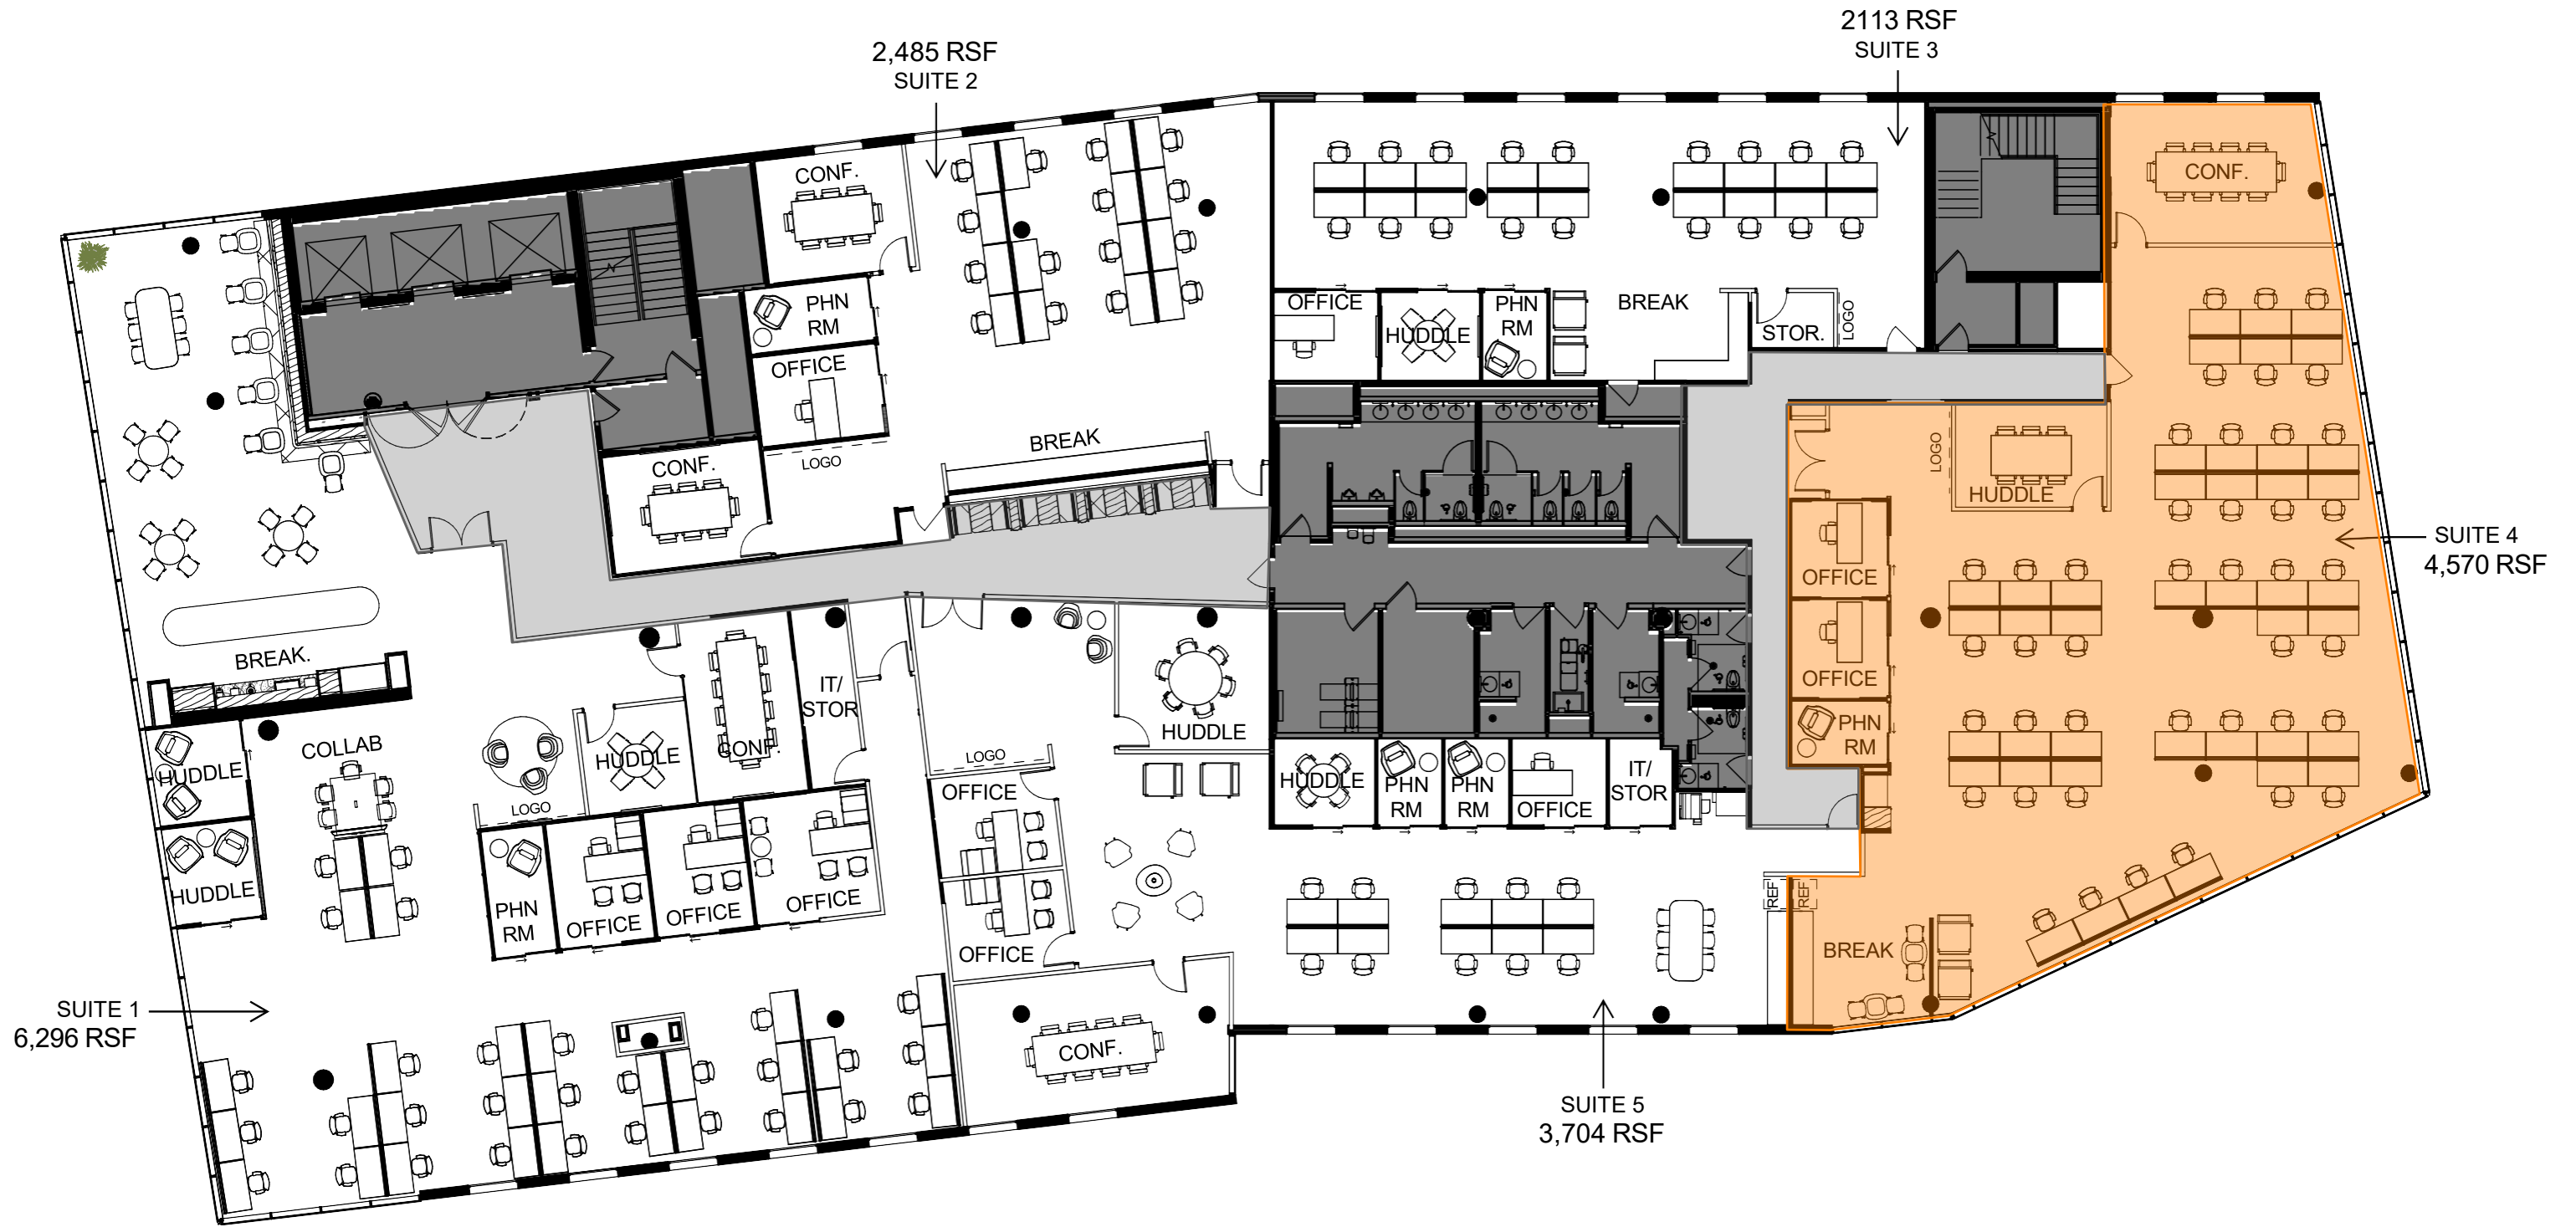 2,485 RSF
SUITE 2
2113 RSF
SUITE 3
CONF.
PHN
RM
OFFICE
LOGO
CONF.
BREAK
OFFICE
HUDDLE
PHN
RM
BREAK
STOR.
LOGO
CONF.
LOGO
HUDDLE
OFFICE
OFFICE
PHN
RM
SUITE 4
4,570 RSF
BREAK
REF
REF
BREAK.
HUDDLE
HUDDLE
COLLAB
LOGO
HUDDLE
CONF.
IT/
STOR
PHN
RM
OFFICE
OFFICE
OFFICE
SUITE 1
6,296 RSF
LOGO
HUDDLE
OFFICE
OFFICE
CONF.
HUDDLE
PHN
RM
PHN
RM
OFFICE
IT/
STOR
SUITE 5
3,704 RSF